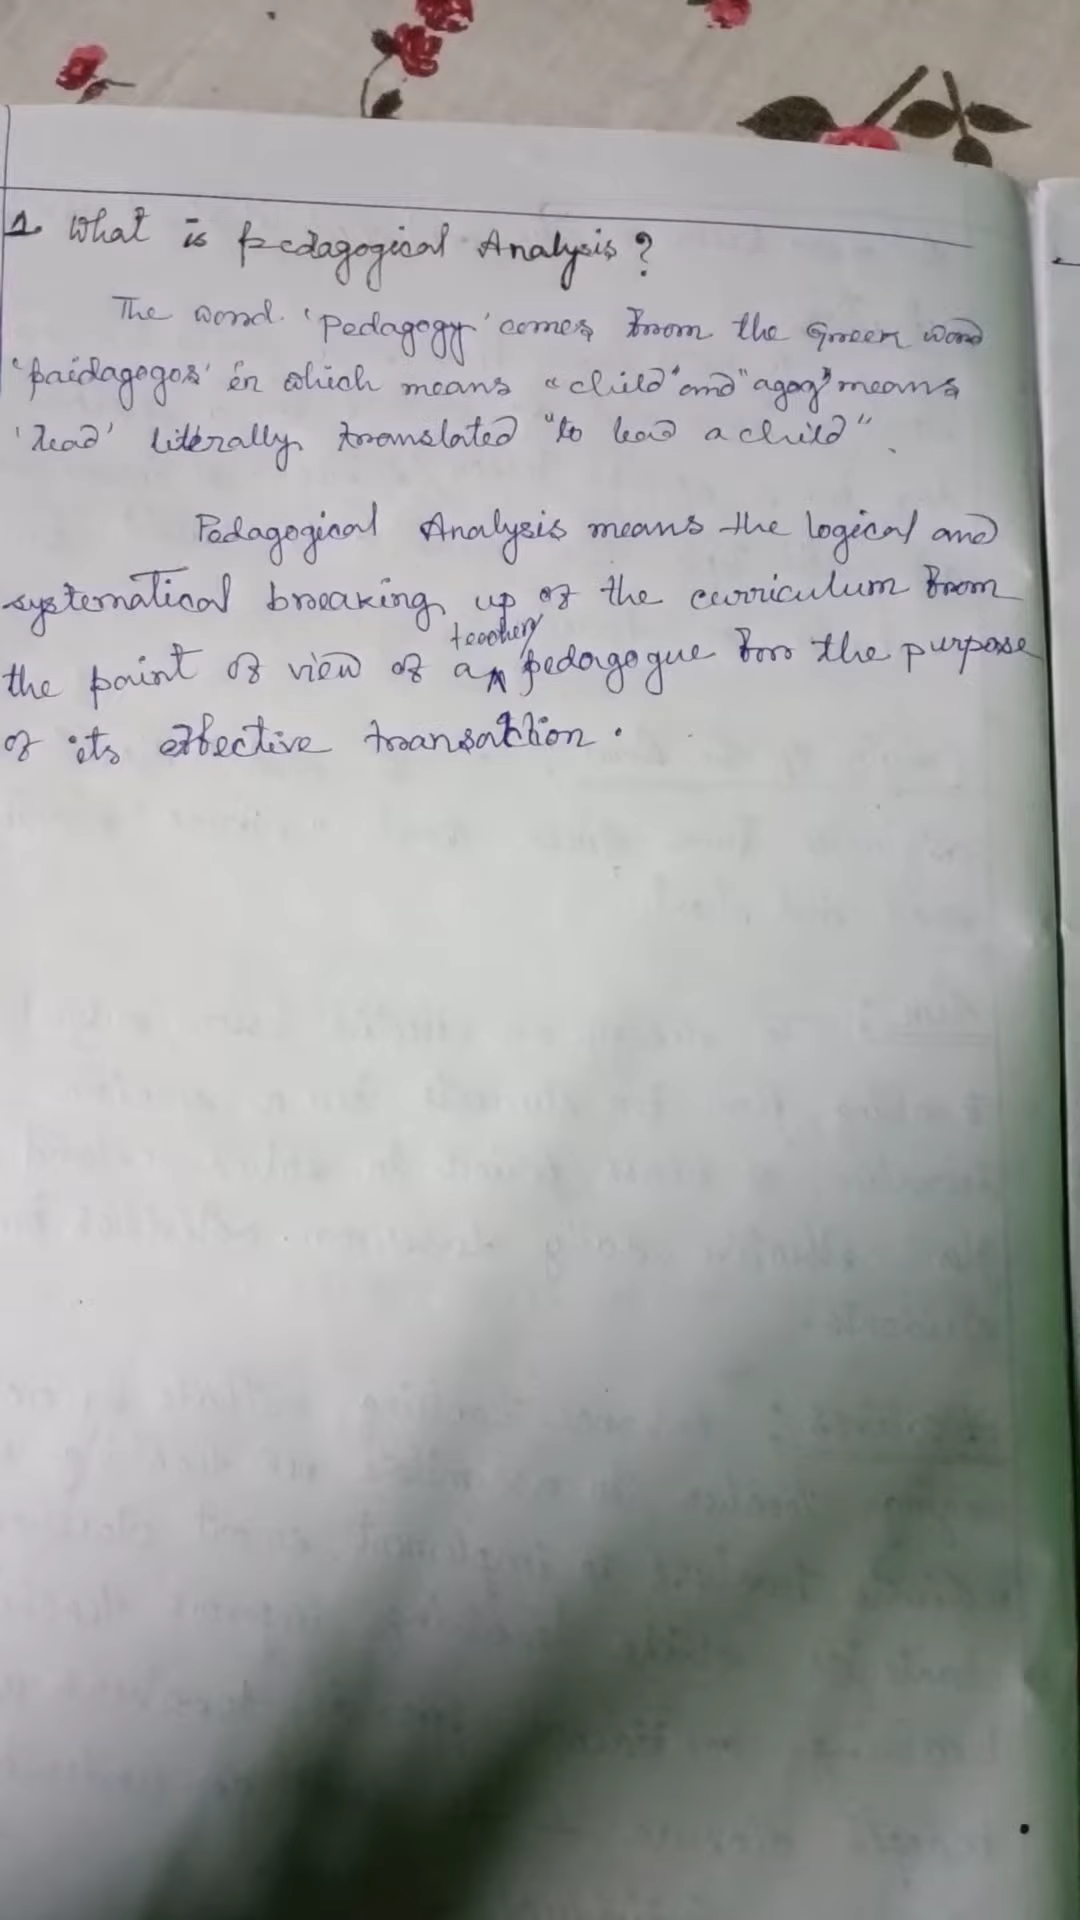 1. What is pedagogical Analysis?
The word 'pedagogy' comes from the Greek word
'paidagogos' in which means "child" and "agog" means
'lead' literally translated "to lead a child".
Pedagogical Analysis means the logical and
systematical breaking up of the curriculum from
teacher/
the point of view of a pedagogue for the purpose
of its effective transaction.